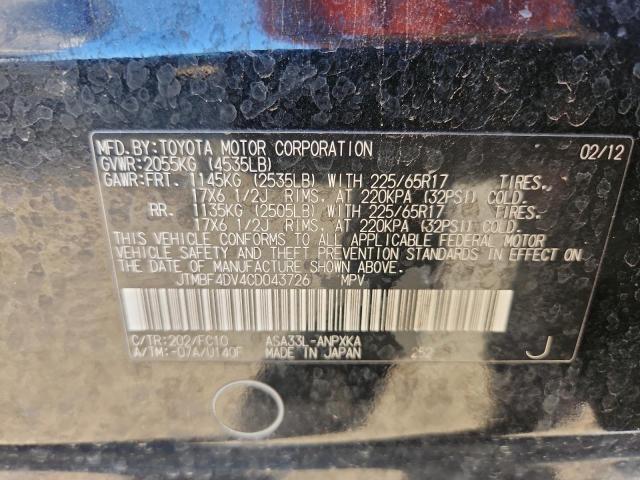 MFD.BY:TOYOTA MOTOR CORPORATION 02/12
GVWR:2055KG (4535LB)
GAWR:FRT. 1145KG (2535LB) WITH 225/65R17 TIRES,
17X6 1/2J RIMS, AT 220KPA (32PSI) COLD.
RR. 1135KG (2505LB) WITH 225/65R17 TIRES,
17X6 1/2J RIMS, AT 220KPA (32PSI) COLD.
THIS VEHICLE CONFORMS TO ALL APPLICABLE FEDERAL MOTOR
VEHICLE SAFETY AND THEFT PREVENTION STANDARDS IN EFFECT ON
THE DATE OF MANUFACTURE SHOWN ABOVE.
JTMBF4DV4CD043726 MPV
C/TR:202/FC10 ASA33L-ANPXKA
A/TM:-07A/U140F MADE IN JAPAN 252 J